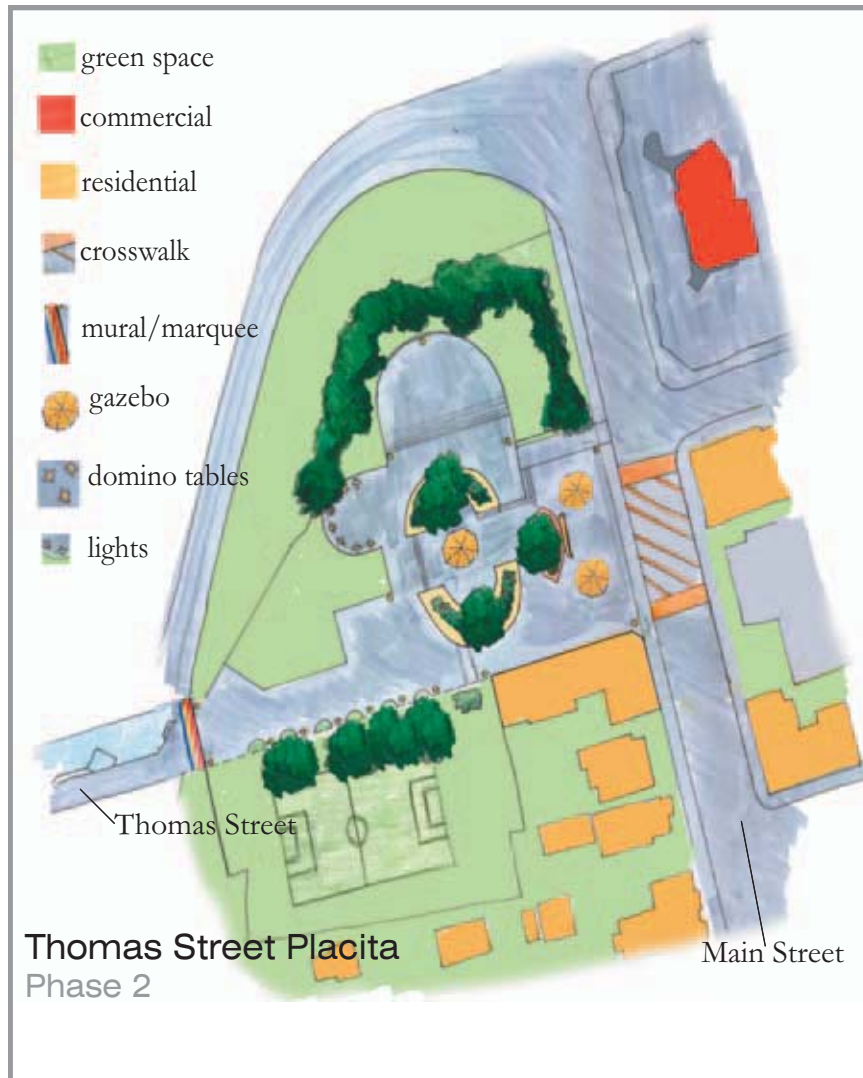 green space
commercial
residential
crosswalk
mural/marquee
gazebo
domino tables
lights
Thomas Street
Main Street
Thomas Street Placita
Phase 2